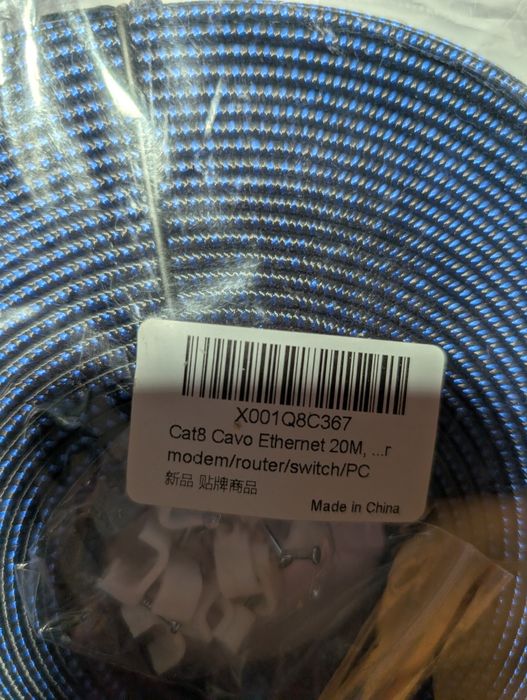 X001Q8C367
Cat8 Cavo Ethernet 20M, ...r
modem/router/switch/PC
新品 贴牌商品
Made in China